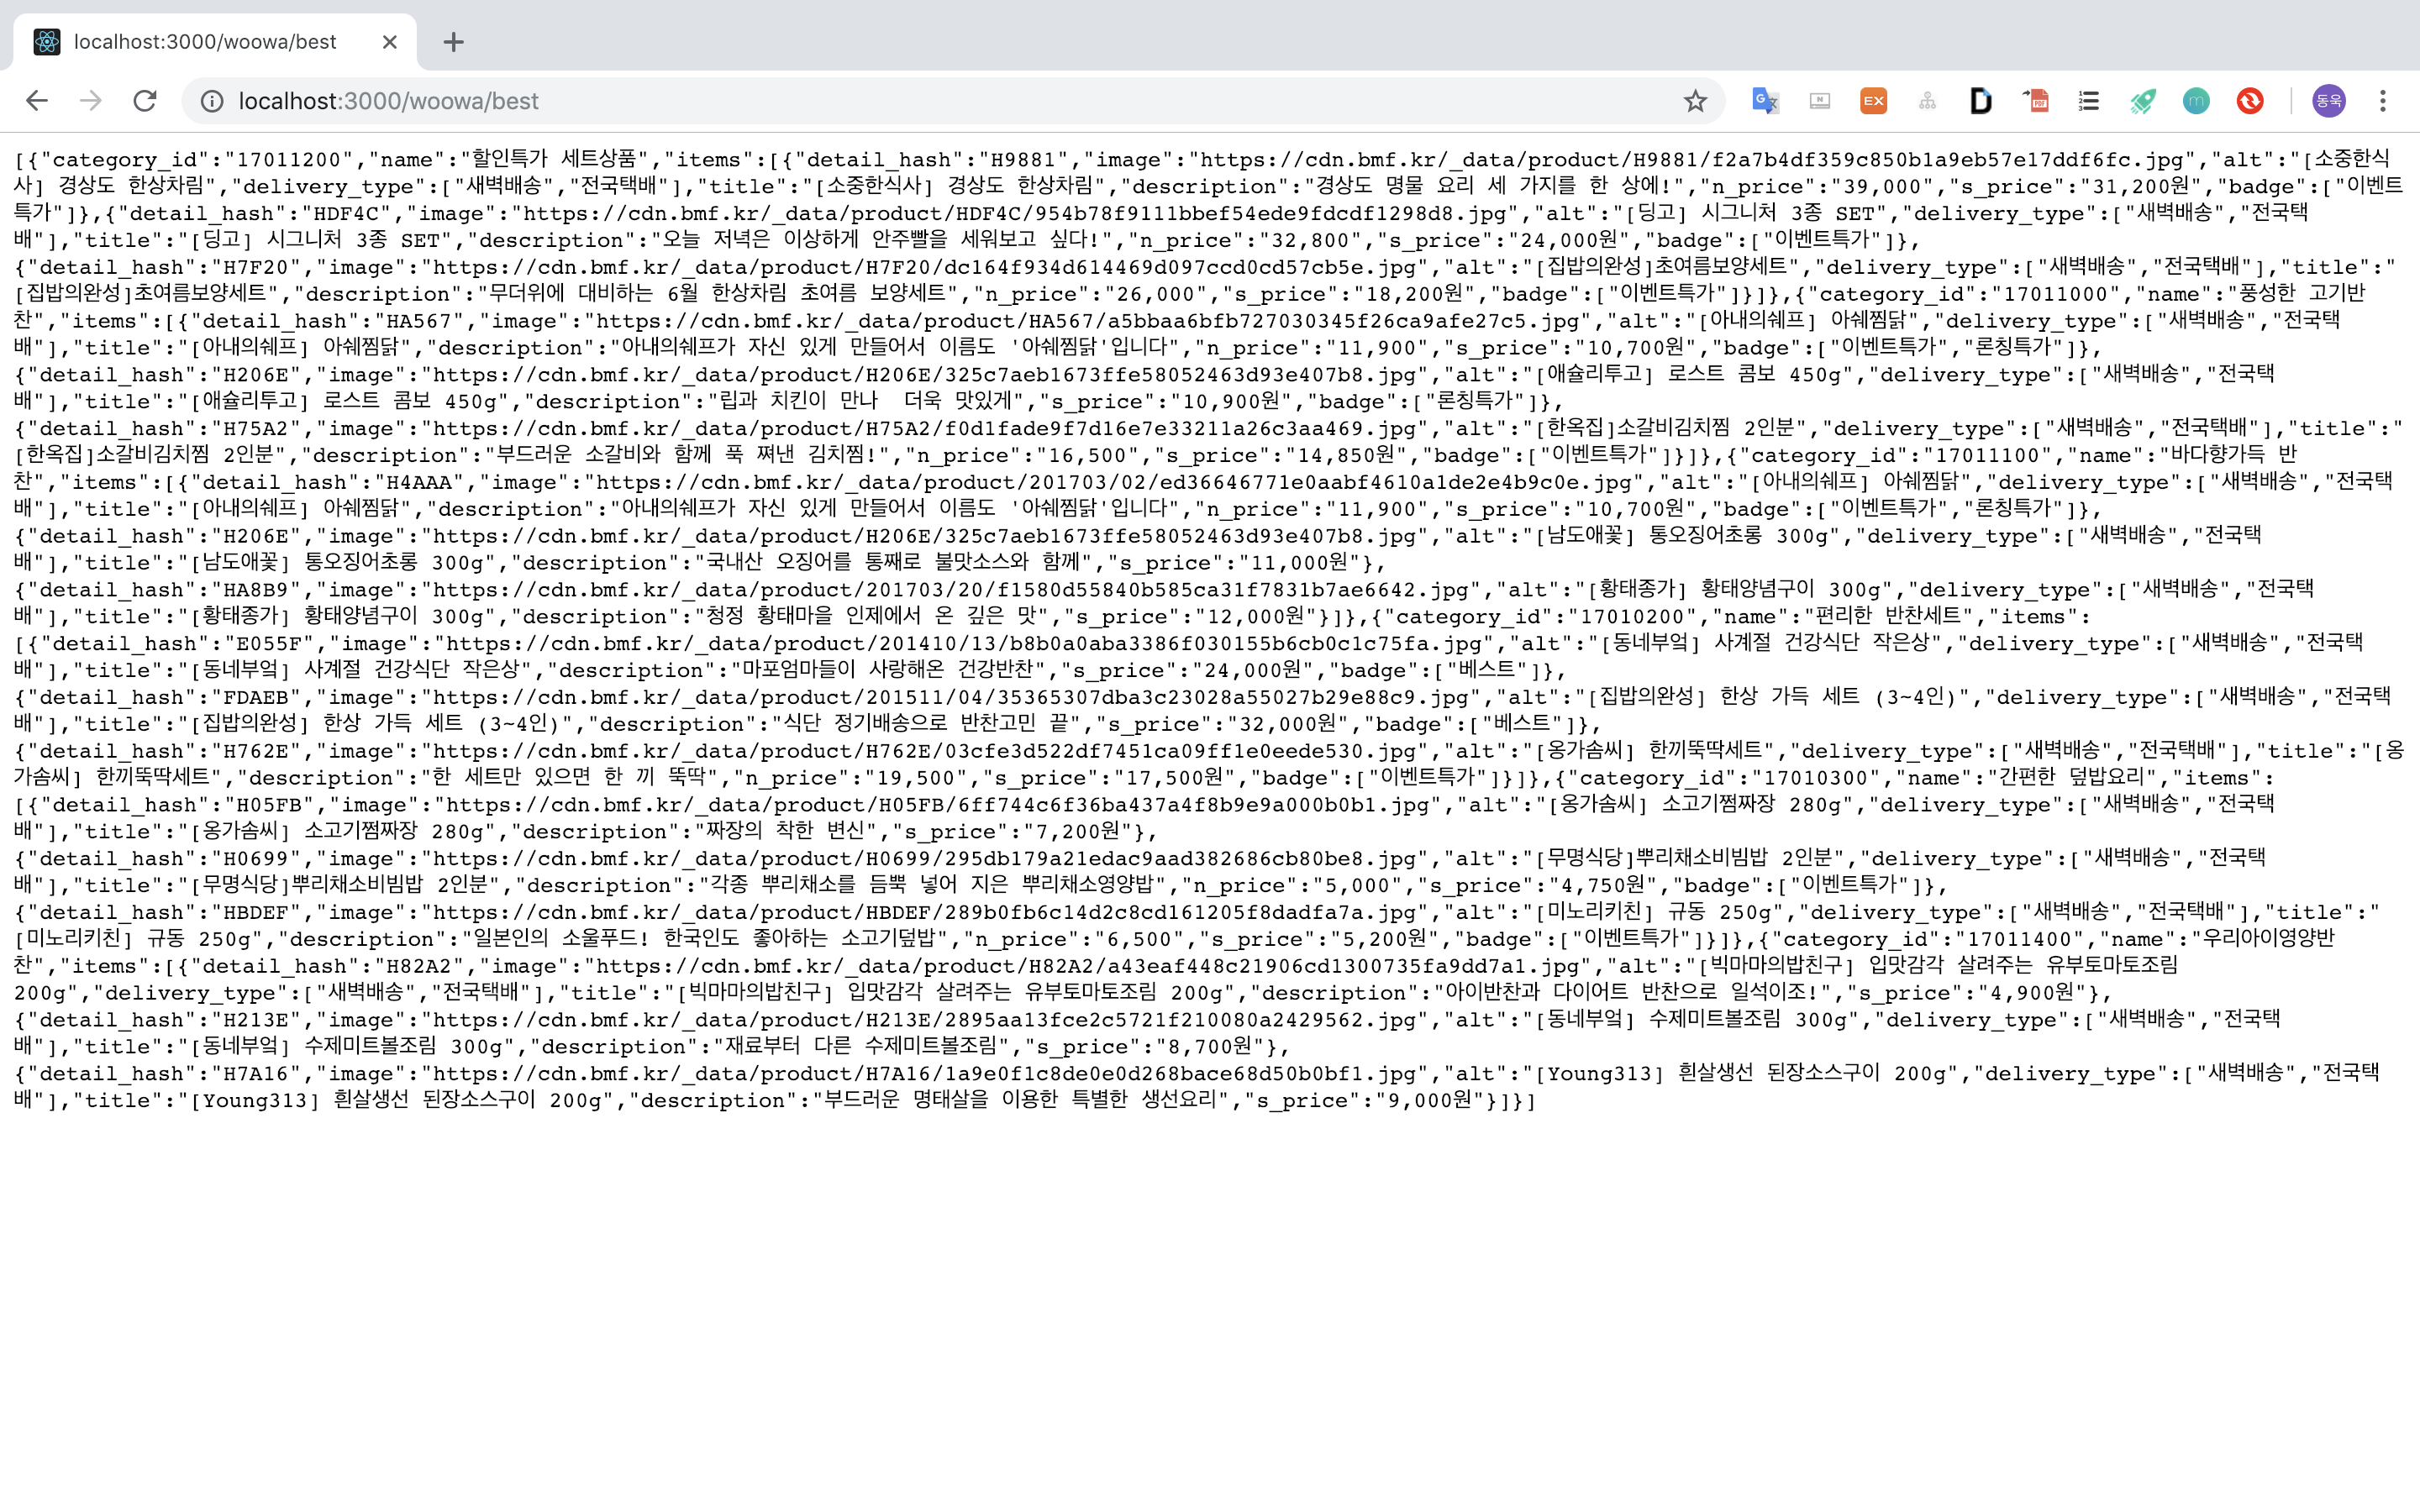 localhost:3000/woowa/best
localhost:3000/woowa/best
EX
동욱
[{"category_id":"17011200","name":"할인특가 세트상품","items":[{"detail_hash":"H9881","image":"https://cdn.bmf.kr/_data/product/H9881/f2a7b4df359c850b1a9eb57e17ddf6fc.jpg","alt":"[소중한식
사] 경상도 한상차림","delivery_type":["새벽배송","전국택배"],"title":"[소중한식사] 경상도 한상차림","description":"경상도 명물 요리 세 가지를 한 상에!","n_price":"39,000","s_price":"31,200원","badge":["이벤트
특가"]},{"detail_hash":"HDF4C","image":"https://cdn.bmf.kr/_data/product/HDF4C/954b78f9111bbef54ede9fdcdf1298d8.jpg","alt":"[딩고] 시그니처 3종 SET","delivery_type":["새벽배송","전국택
배"],"title":"[딩고] 시그니처 3종 SET","description":"오늘 저녁은 이상하게 안주빨을 세워보고 싶다!","n_price":"32,800","s_price":"24,000원","badge":["이벤트특가"]},
{"detail_hash":"H7F20","image":"https://cdn.bmf.kr/_data/product/H7F20/dc164f934d614469d097ccd0cd57cb5e.jpg","alt":"[집밥의완성]초여름보양세트","delivery_type":["새벽배송","전국택배"],"title":"
[집밥의완성]초여름보양세트","description":"무더위에 대비하는 6월 한상차림 초여름 보양세트","n_price":"26,000","s_price":"18,200원","badge":["이벤트특가"]}]},{"category_id":"17011000","name":"풍성한 고기반
찬","items":[{"detail_hash":"HA567","image":"https://cdn.bmf.kr/_data/product/HA567/a5bbaa6bfb727030345f26ca9afe27c5.jpg","alt":"[아내의쉐프] 아쉐찜닭","delivery_type":["새벽배송","전국택
배"],"title":"[아내의쉐프] 아쉐찜닭","description":"아내의쉐프가 자신 있게 만들어서 이름도 '아쉐찜닭'입니다","n_price":"11,900","s_price":"10,700원","badge":["이벤트특가","론칭특가"]},
{"detail_hash":"H206E","image":"https://cdn.bmf.kr/_data/product/H206E/325c7aeb1673ffe58052463d93e407b8.jpg","alt":"[애슐리투고] 로스트 콤보 450g","delivery_type":["새벽배송","전국택
배"],"title":"[애슐리투고] 로스트 콤보 450g","description":"립과 치킨이 만나  더욱 맛있게","s_price":"10,900원","badge":["론칭특가"]},
{"detail_hash":"H75A2","image":"https://cdn.bmf.kr/_data/product/H75A2/f0d1fade9f7d16e7e33211a26c3aa469.jpg","alt":"[한옥집]소갈비김치찜 2인분","delivery_type":["새벽배송","전국택배"],"title":"
[한옥집]소갈비김치찜 2인분","description":"부드러운 소갈비와 함께 푹 쪄낸 김치찜!","n_price":"16,500","s_price":"14,850원","badge":["이벤트특가"]}]},{"category_id":"17011100","name":"바다향가득 반
찬","items":[{"detail_hash":"H4AAA","image":"https://cdn.bmf.kr/_data/product/201703/02/ed36646771e0aabf4610a1de2e4b9c0e.jpg","alt":"[아내의쉐프] 아쉐찜닭","delivery_type":["새벽배송","전국택
배"],"title":"[아내의쉐프] 아쉐찜닭","description":"아내의쉐프가 자신 있게 만들어서 이름도 '아쉐찜닭'입니다","n_price":"11,900","s_price":"10,700원","badge":["이벤트특가","론칭특가"]},
{"detail_hash":"H206E","image":"https://cdn.bmf.kr/_data/product/H206E/325c7aeb1673ffe58052463d93e407b8.jpg","alt":"[남도애꽃] 통오징어초롱 300g","delivery_type":["새벽배송","전국택
배"],"title":"[남도애꽃] 통오징어초롱 300g","description":"국내산 오징어를 통째로 불맛소스와 함께","s_price":"11,000원"},
{"detail_hash":"HA8B9","image":"https://cdn.bmf.kr/_data/product/201703/20/f1580d55840b585ca31f7831b7ae6642.jpg","alt":"[황태종가] 황태양념구이 300g","delivery_type":["새벽배송","전국택
배"],"title":"[황태종가] 황태양념구이 300g","description":"청정 황태마을 인제에서 온 깊은 맛","s_price":"12,000원"}]},{"category_id":"17010200","name":"편리한 반찬세트","items":
[{"detail_hash":"E055F","image":"https://cdn.bmf.kr/_data/product/201410/13/b8b0a0aba3386f030155b6cb0c1c75fa.jpg","alt":"[동네부엌] 사계절 건강식단 작은상","delivery_type":["새벽배송","전국택
배"],"title":"[동네부엌] 사계절 건강식단 작은상","description":"마포엄마들이 사랑해온 건강반찬","s_price":"24,000원","badge":["베스트"]},
{"detail_hash":"FDAEB","image":"https://cdn.bmf.kr/_data/product/201511/04/35365307dba3c23028a55027b29e88c9.jpg","alt":"[집밥의완성] 한상 가득 세트 (3~4인)","delivery_type":["새벽배송","전국택
배"],"title":"[집밥의완성] 한상 가득 세트 (3~4인)","description":"식단 정기배송으로 반찬고민 끝","s_price":"32,000원","badge":["베스트"]},
{"detail_hash":"H762E","image":"https://cdn.bmf.kr/_data/product/H762E/03cfe3d522df7451ca09ff1e0eede530.jpg","alt":"[옹가솜씨] 한끼뚝딱세트","delivery_type":["새벽배송","전국택배"],"title":"[옹
가솜씨] 한끼뚝딱세트","description":"한 세트만 있으면 한 끼 뚝딱","n_price":"19,500","s_price":"17,500원","badge":["이벤트특가"]}]},{"category_id":"17010300","name":"간편한 덮밥요리","items":
[{"detail_hash":"H05FB","image":"https://cdn.bmf.kr/_data/product/H05FB/6ff744c6f36ba437a4f8b9e9a000b0b1.jpg","alt":"[옹가솜씨] 소고기쩜짜장 280g","delivery_type":["새벽배송","전국택
배"],"title":"[옹가솜씨] 소고기쩜짜장 280g","description":"짜장의 착한 변신","s_price":"7,200원"},
{"detail_hash":"H0699","image":"https://cdn.bmf.kr/_data/product/H0699/295db179a21edac9aad382686cb80be8.jpg","alt":"[무명식당]뿌리채소비빔밥 2인분","delivery_type":["새벽배송","전국택
배"],"title":"[무명식당]뿌리채소비빔밥 2인분","description":"각종 뿌리채소를 듬뿍 넣어 지은 뿌리채소영양밥","n_price":"5,000","s_price":"4,750원","badge":["이벤트특가"]},
{"detail_hash":"HBDEF","image":"https://cdn.bmf.kr/_data/product/HBDEF/289b0fb6c14d2c8cd161205f8dadfa7a.jpg","alt":"[미노리키친] 규동 250g","delivery_type":["새벽배송","전국택배"],"title":"
[미노리키친] 규동 250g","description":"일본인의 소울푸드! 한국인도 좋아하는 소고기덮밥","n_price":"6,500","s_price":"5,200원","badge":["이벤트특가"]}]},{"category_id":"17011400","name":"우리아이영양반
찬","items":[{"detail_hash":"H82A2","image":"https://cdn.bmf.kr/_data/product/H82A2/a43eaf448c21906cd1300735fa9dd7a1.jpg","alt":"[빅마마의밥친구] 입맛감각 살려주는 유부토마토조림
200g","delivery_type":["새벽배송","전국택배"],"title":"[빅마마의밥친구] 입맛감각 살려주는 유부토마토조림 200g","description":"아이반찬과 다이어트 반찬으로 일석이조!","s_price":"4,900원"},
{"detail_hash":"H213E","image":"https://cdn.bmf.kr/_data/product/H213E/2895aa13fce2c5721f210080a2429562.jpg","alt":"[동네부엌] 수제미트볼조림 300g","delivery_type":["새벽배송","전국택
배"],"title":"[동네부엌] 수제미트볼조림 300g","description":"재료부터 다른 수제미트볼조림","s_price":"8,700원"},
{"detail_hash":"H7A16","image":"https://cdn.bmf.kr/_data/product/H7A16/1a9e0f1c8de0e0d268bace68d50b0bf1.jpg","alt":"[Young313] 흰살생선 된장소스구이 200g","delivery_type":["새벽배송","전국택
배"],"title":"[Young313] 흰살생선 된장소스구이 200g","description":"부드러운 명태살을 이용한 특별한 생선요리","s_price":"9,000원"}]}]